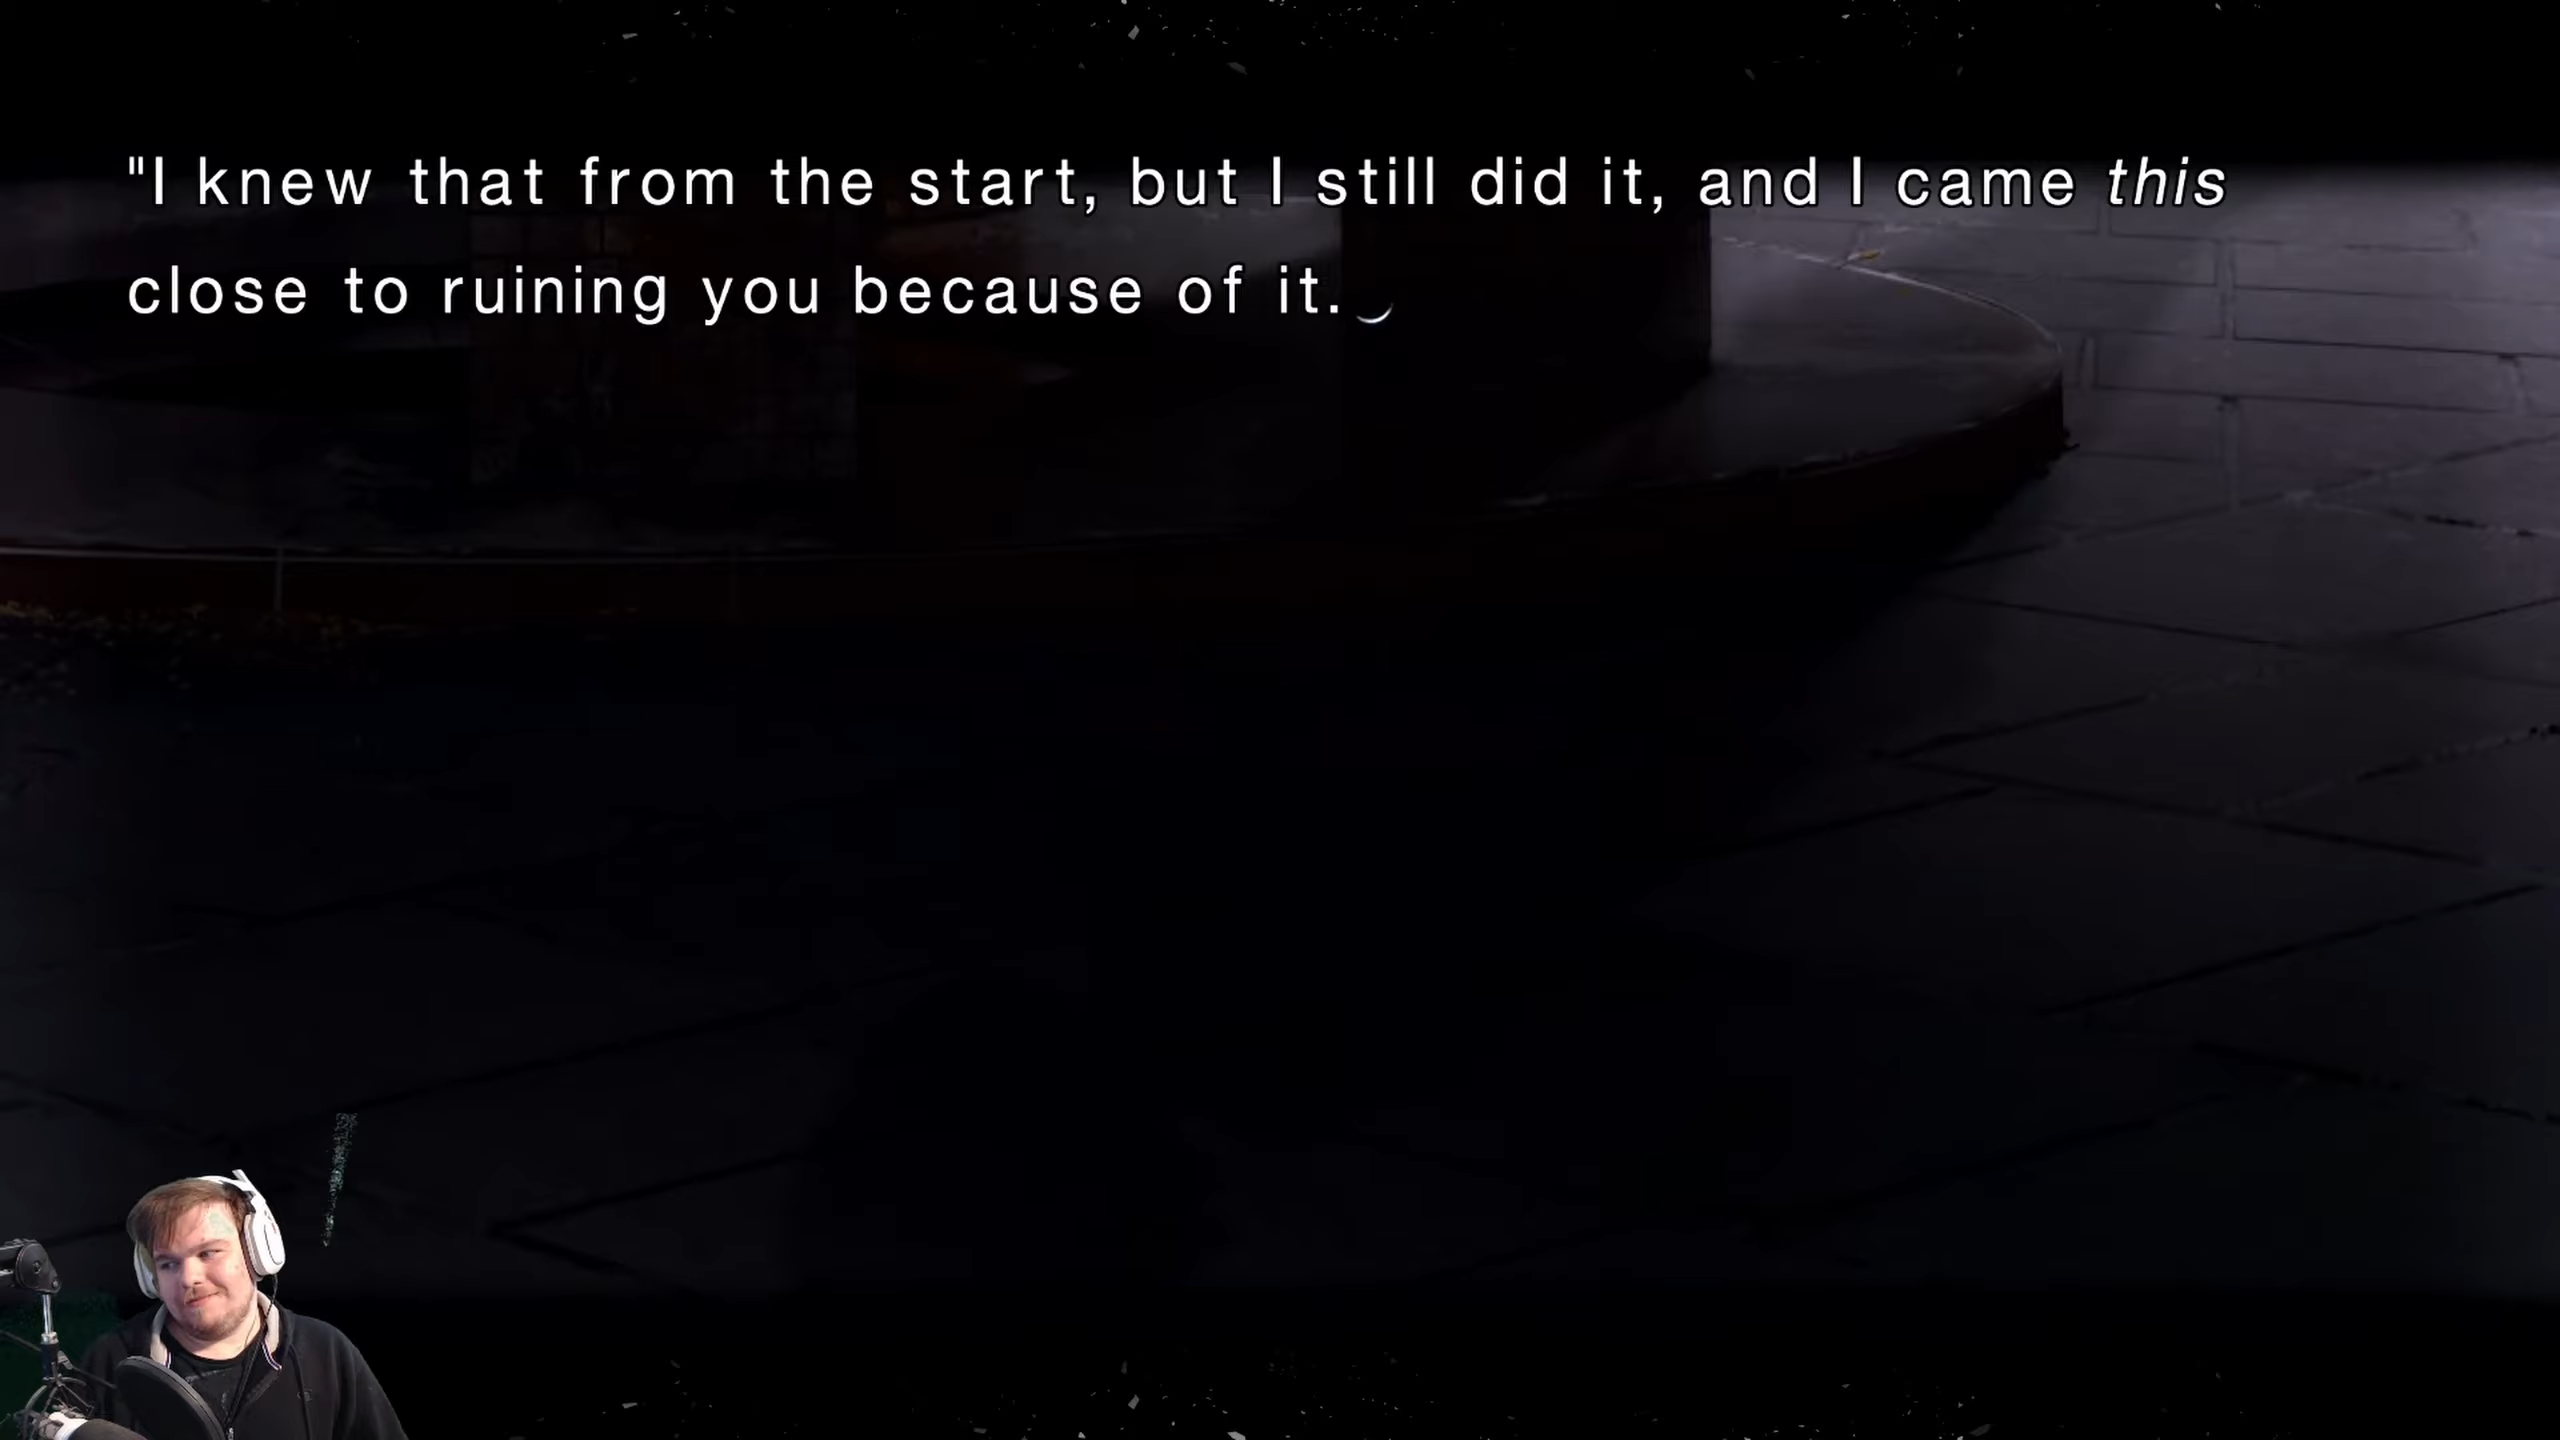 "I knew that from the start, but I still did it, and I came this
close to ruining you because of it.